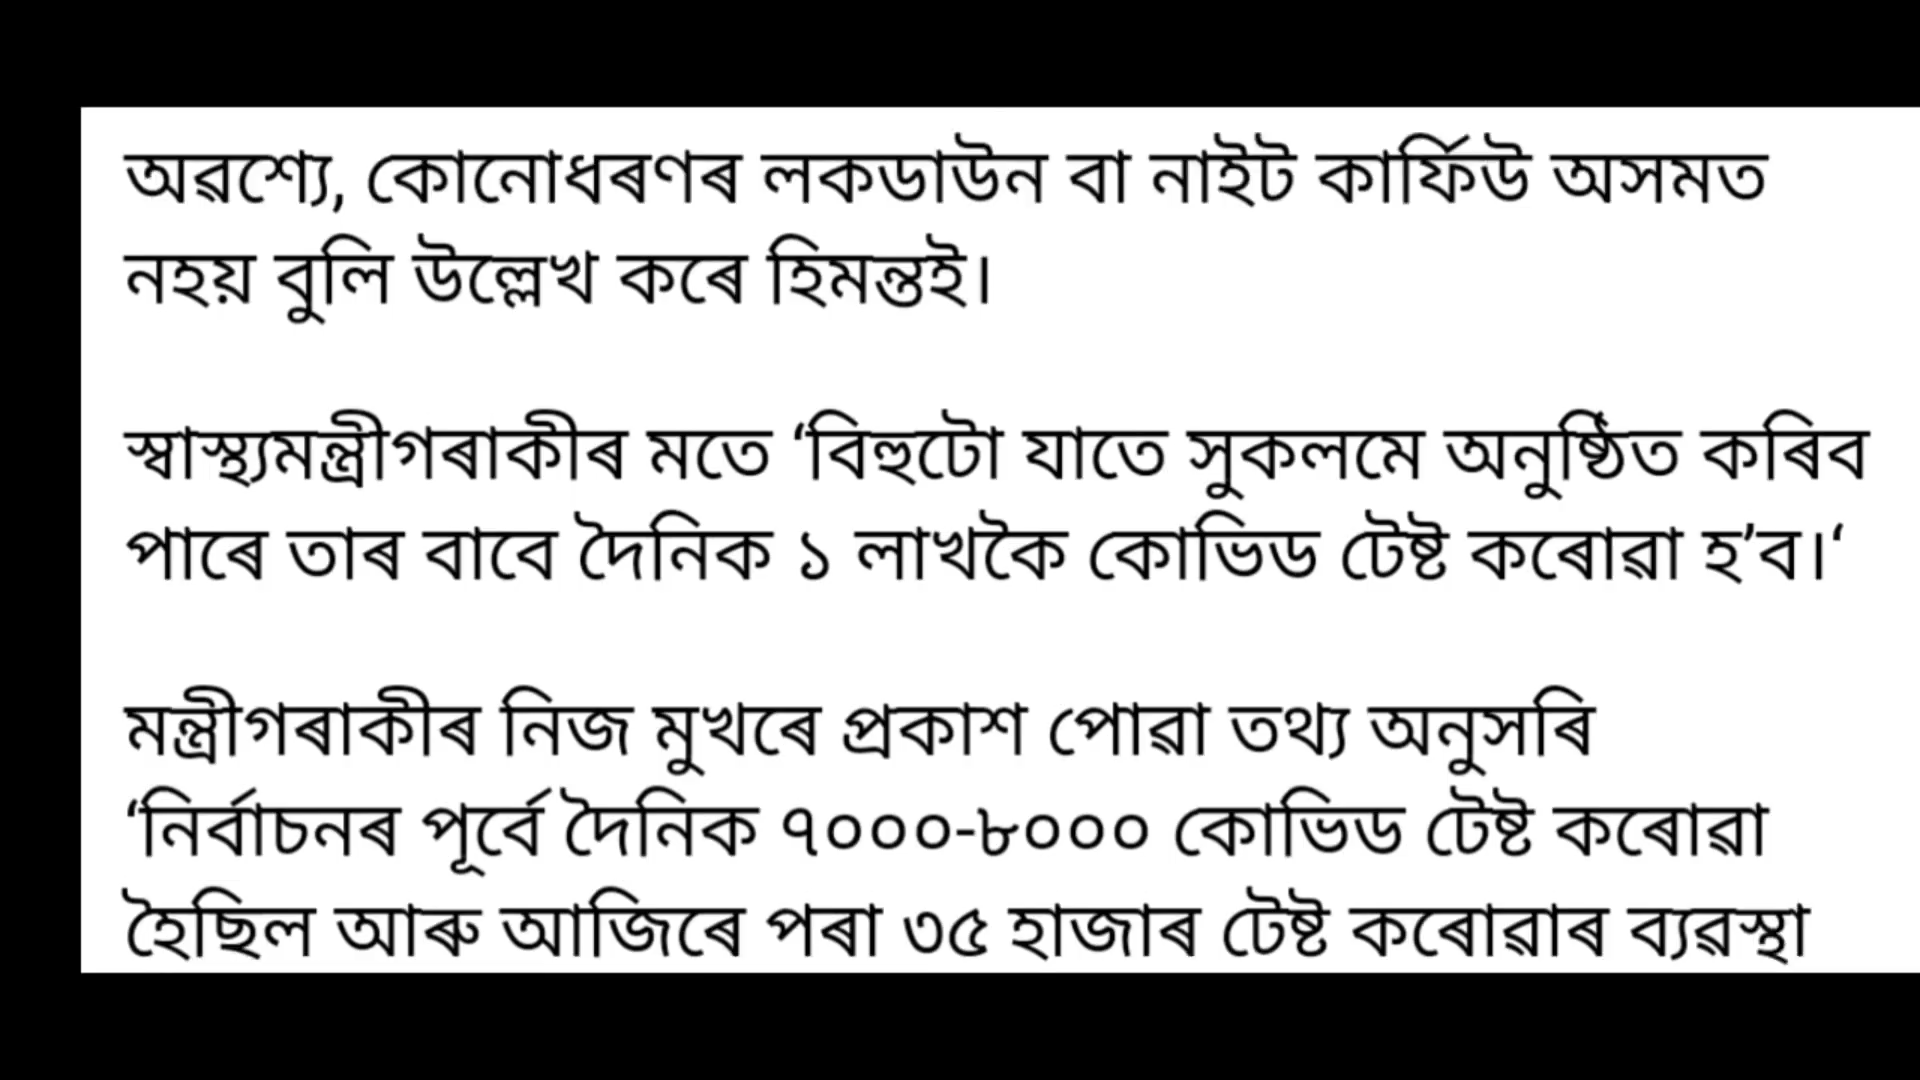 অৱশ্যে, কোনোধৰণৰ লকডাউন বা নাইট কাৰ্ফিউ অসমত
নহয় বুলি উল্লেখ কৰে হিমন্তই।
স্বাস্থ্যমন্ত্ৰীগৰাকীৰ মতে ‘বিহুটো যাতে সুকলমে অনুষ্ঠিত কৰিব
পাৰে তাৰ বাবে দৈনিক ১ লাখকৈ কোভিড টেষ্ট কৰোৱা হ’ব।‘
মন্ত্ৰীগৰাকীৰ নিজ মুখৰে প্ৰকাশ পোৱা তথ্য অনুসৰি
‘নিৰ্বাচনৰ পূৰ্বে দৈনিক ৭০০০-৮০০০ কোভিড টেষ্ট কৰোৱা
হৈছিল আৰু আজিৰে পৰা ৩৫ হাজাৰ টেষ্ট কৰোৱাৰ ব্যৱস্থা